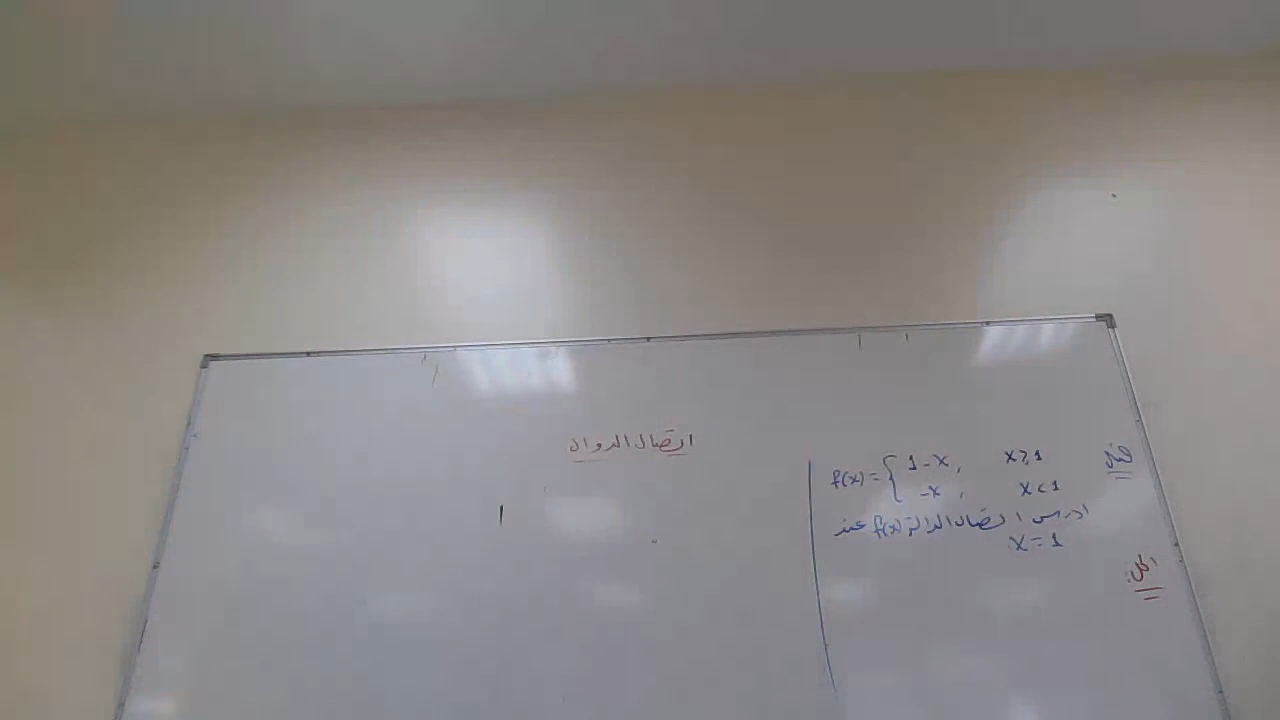 اتصال الدوال
مثال
f(x) = { 1-x , x ≥ 1
-x , x < 1
ادرس اتصال الدالة f(x) عند
x = 1
الحل: